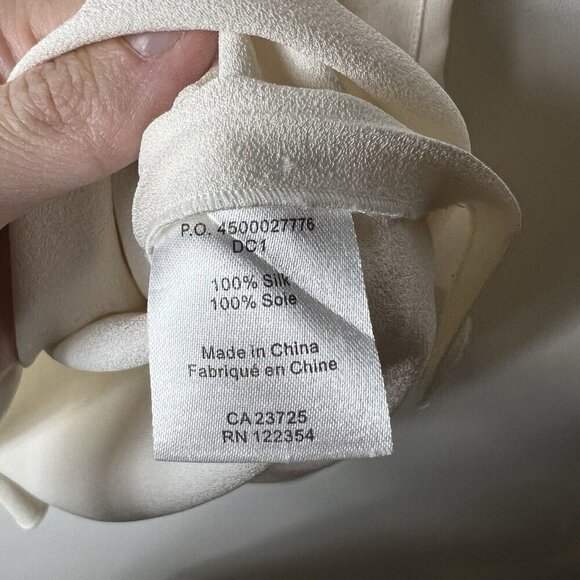 P.O. 4500027776
DC1
100% Silk
100% Soie
Made in China
Fabriqué en Chine
CA 23725
RN 122354